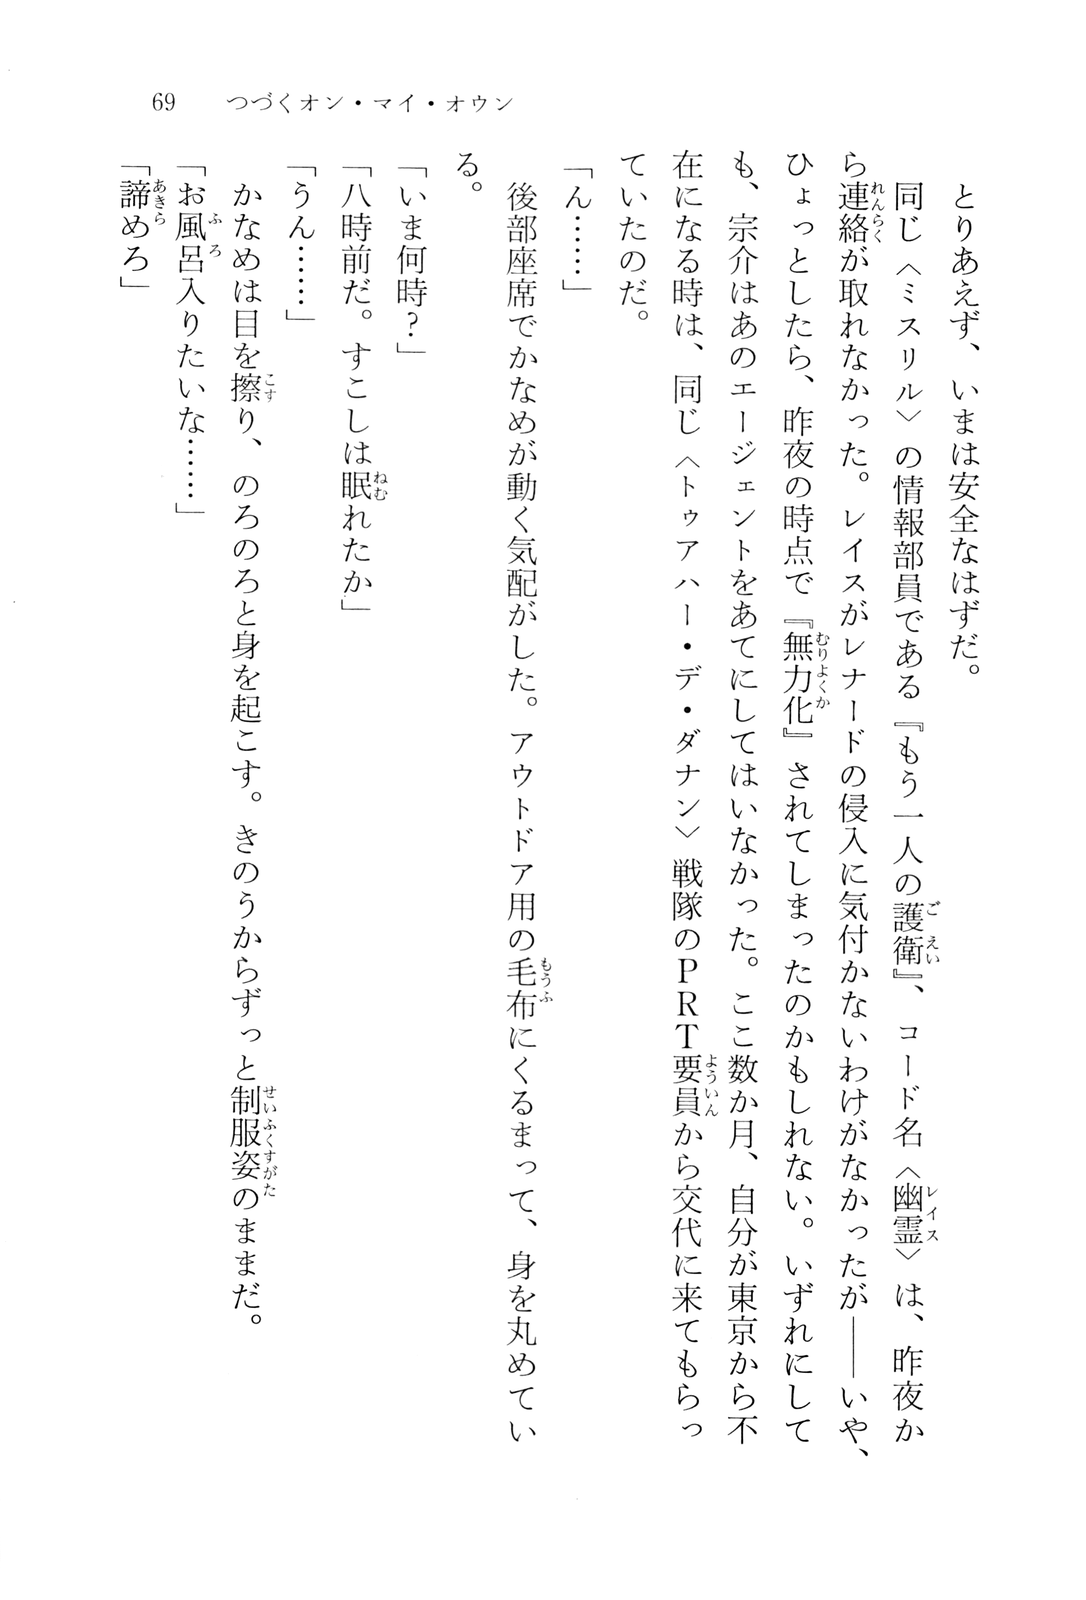 69　つづくオン・マイ・オウン
　とりあえず、いまは安全なはずだ。
　同じ〈ミスリル〉の情報部員である『もう一人の護衛』、コード名〈幽霊〉は、昨夜か
ら連絡が取れなかった。レイスがレナードの侵入に気付かないわけがなかったが――いや、
ひょっとしたら、昨夜の時点で『無力化』されてしまったのかもしれない。いずれにして
も、宗介はあのエージェントをあてにしてはいなかった。ここ数か月、自分が東京から不
在になる時は、同じ〈トゥアハー・デ・ダナン〉戦隊のＰＲＴ要員から交代に来てもらっ
ていたのだ。
「ん……」
　後部座席でかなめが動く気配がした。アウトドア用の毛布にくるまって、身を丸めてい
る。
「いま何時？」
「八時前だ。すこしは眠れたか」
「うん……」
　かなめは目を擦り、のろのろと身を起こす。きのうからずっと制服姿のままだ。
「お風呂入りたいな……」
「諦めろ」